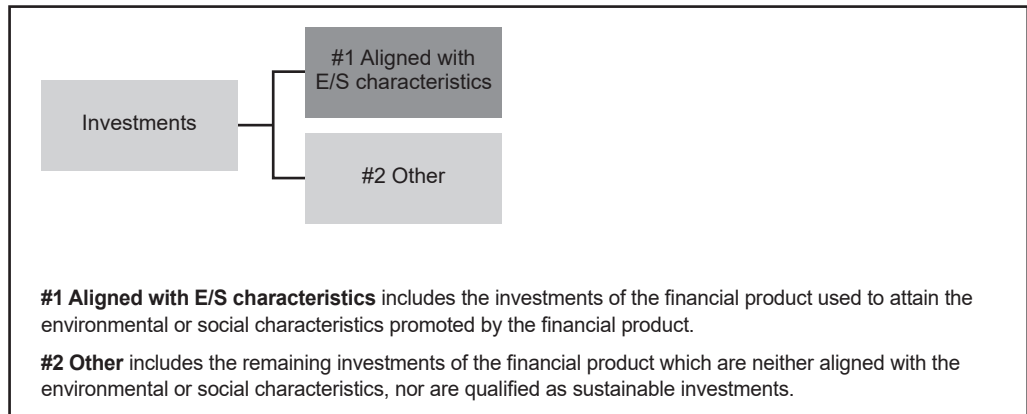 #1 Aligned with
E/S characteristics
Investments
#2 Other
#1 Aligned with E/S characteristics includes the investments of the financial product used to attain the
environmental or social characteristics promoted by the financial product.
#2 Other includes the remaining investments of the financial product which are neither aligned with the
environmental or social characteristics, nor are qualified as sustainable investments.